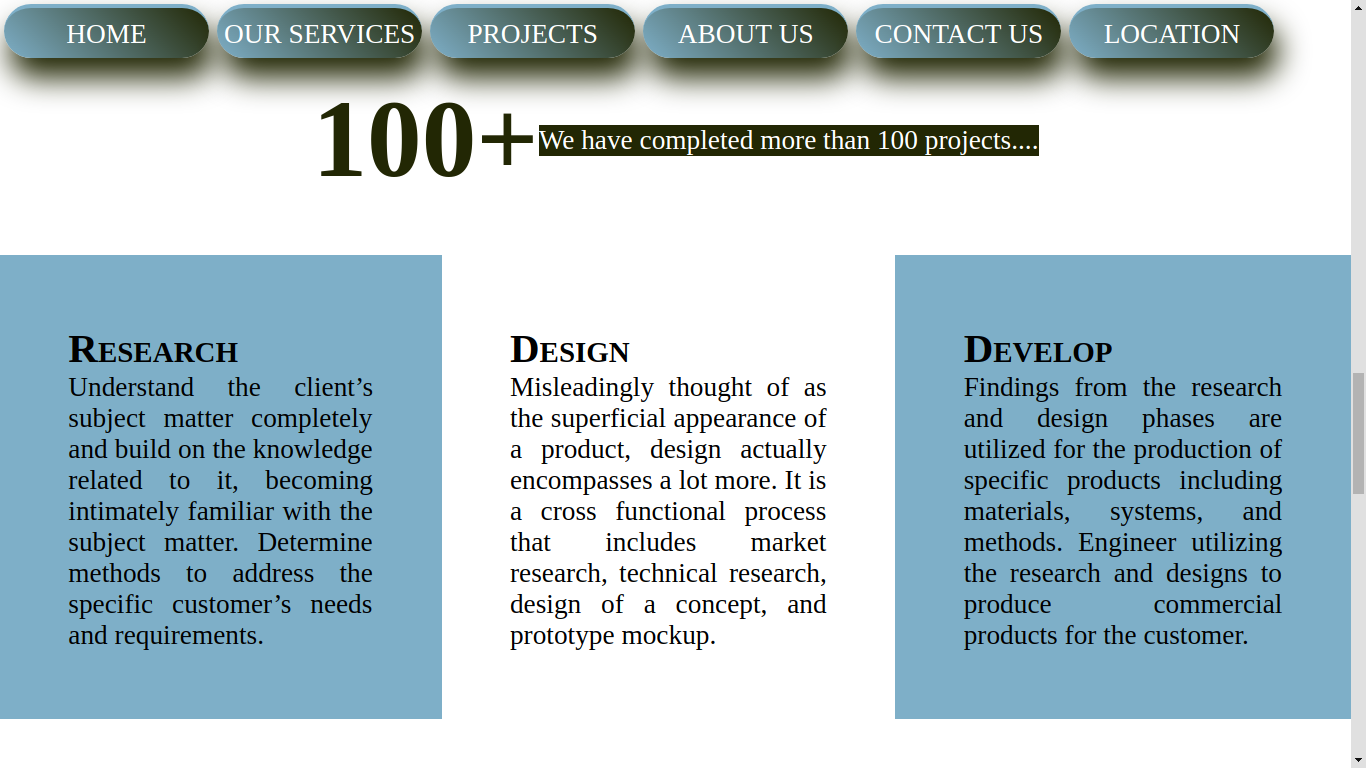 HOME OUR SERVICES PROJECTS ABOUT US CONTACT US LOCATION
100+ We have completed more than 100 projects....
Research
Understand the client’s
subject matter completely
and build on the knowledge
related to it, becoming
intimately familiar with the
subject matter. Determine
methods to address the
specific customer’s needs
and requirements.
Design
Misleadingly thought of as
the superficial appearance of
a product, design actually
encompasses a lot more. It is
a cross functional process
that includes market
research, technical research,
design of a concept, and
prototype mockup.
Develop
Findings from the research
and design phases are
utilized for the production of
specific products including
materials, systems, and
methods. Engineer utilizing
the research and designs to
produce commercial
products for the customer.